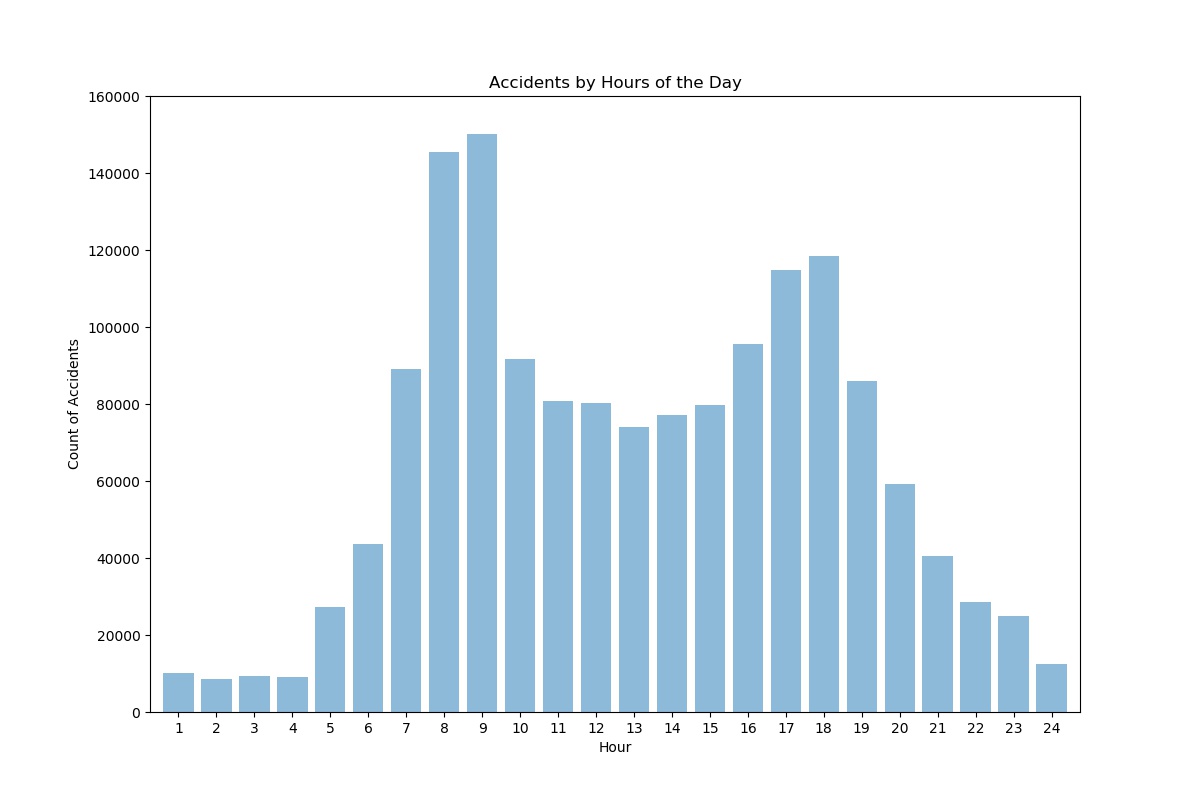 Accidents by Hours of the Day
160000
140000
120000
100000
80000
60000
40000
20000
0
Count of Accidents
1 2 3 4 5 6 7 8 9 10 11 12 13 14 15 16 17 18 19 20 21 22 23 24
Hour